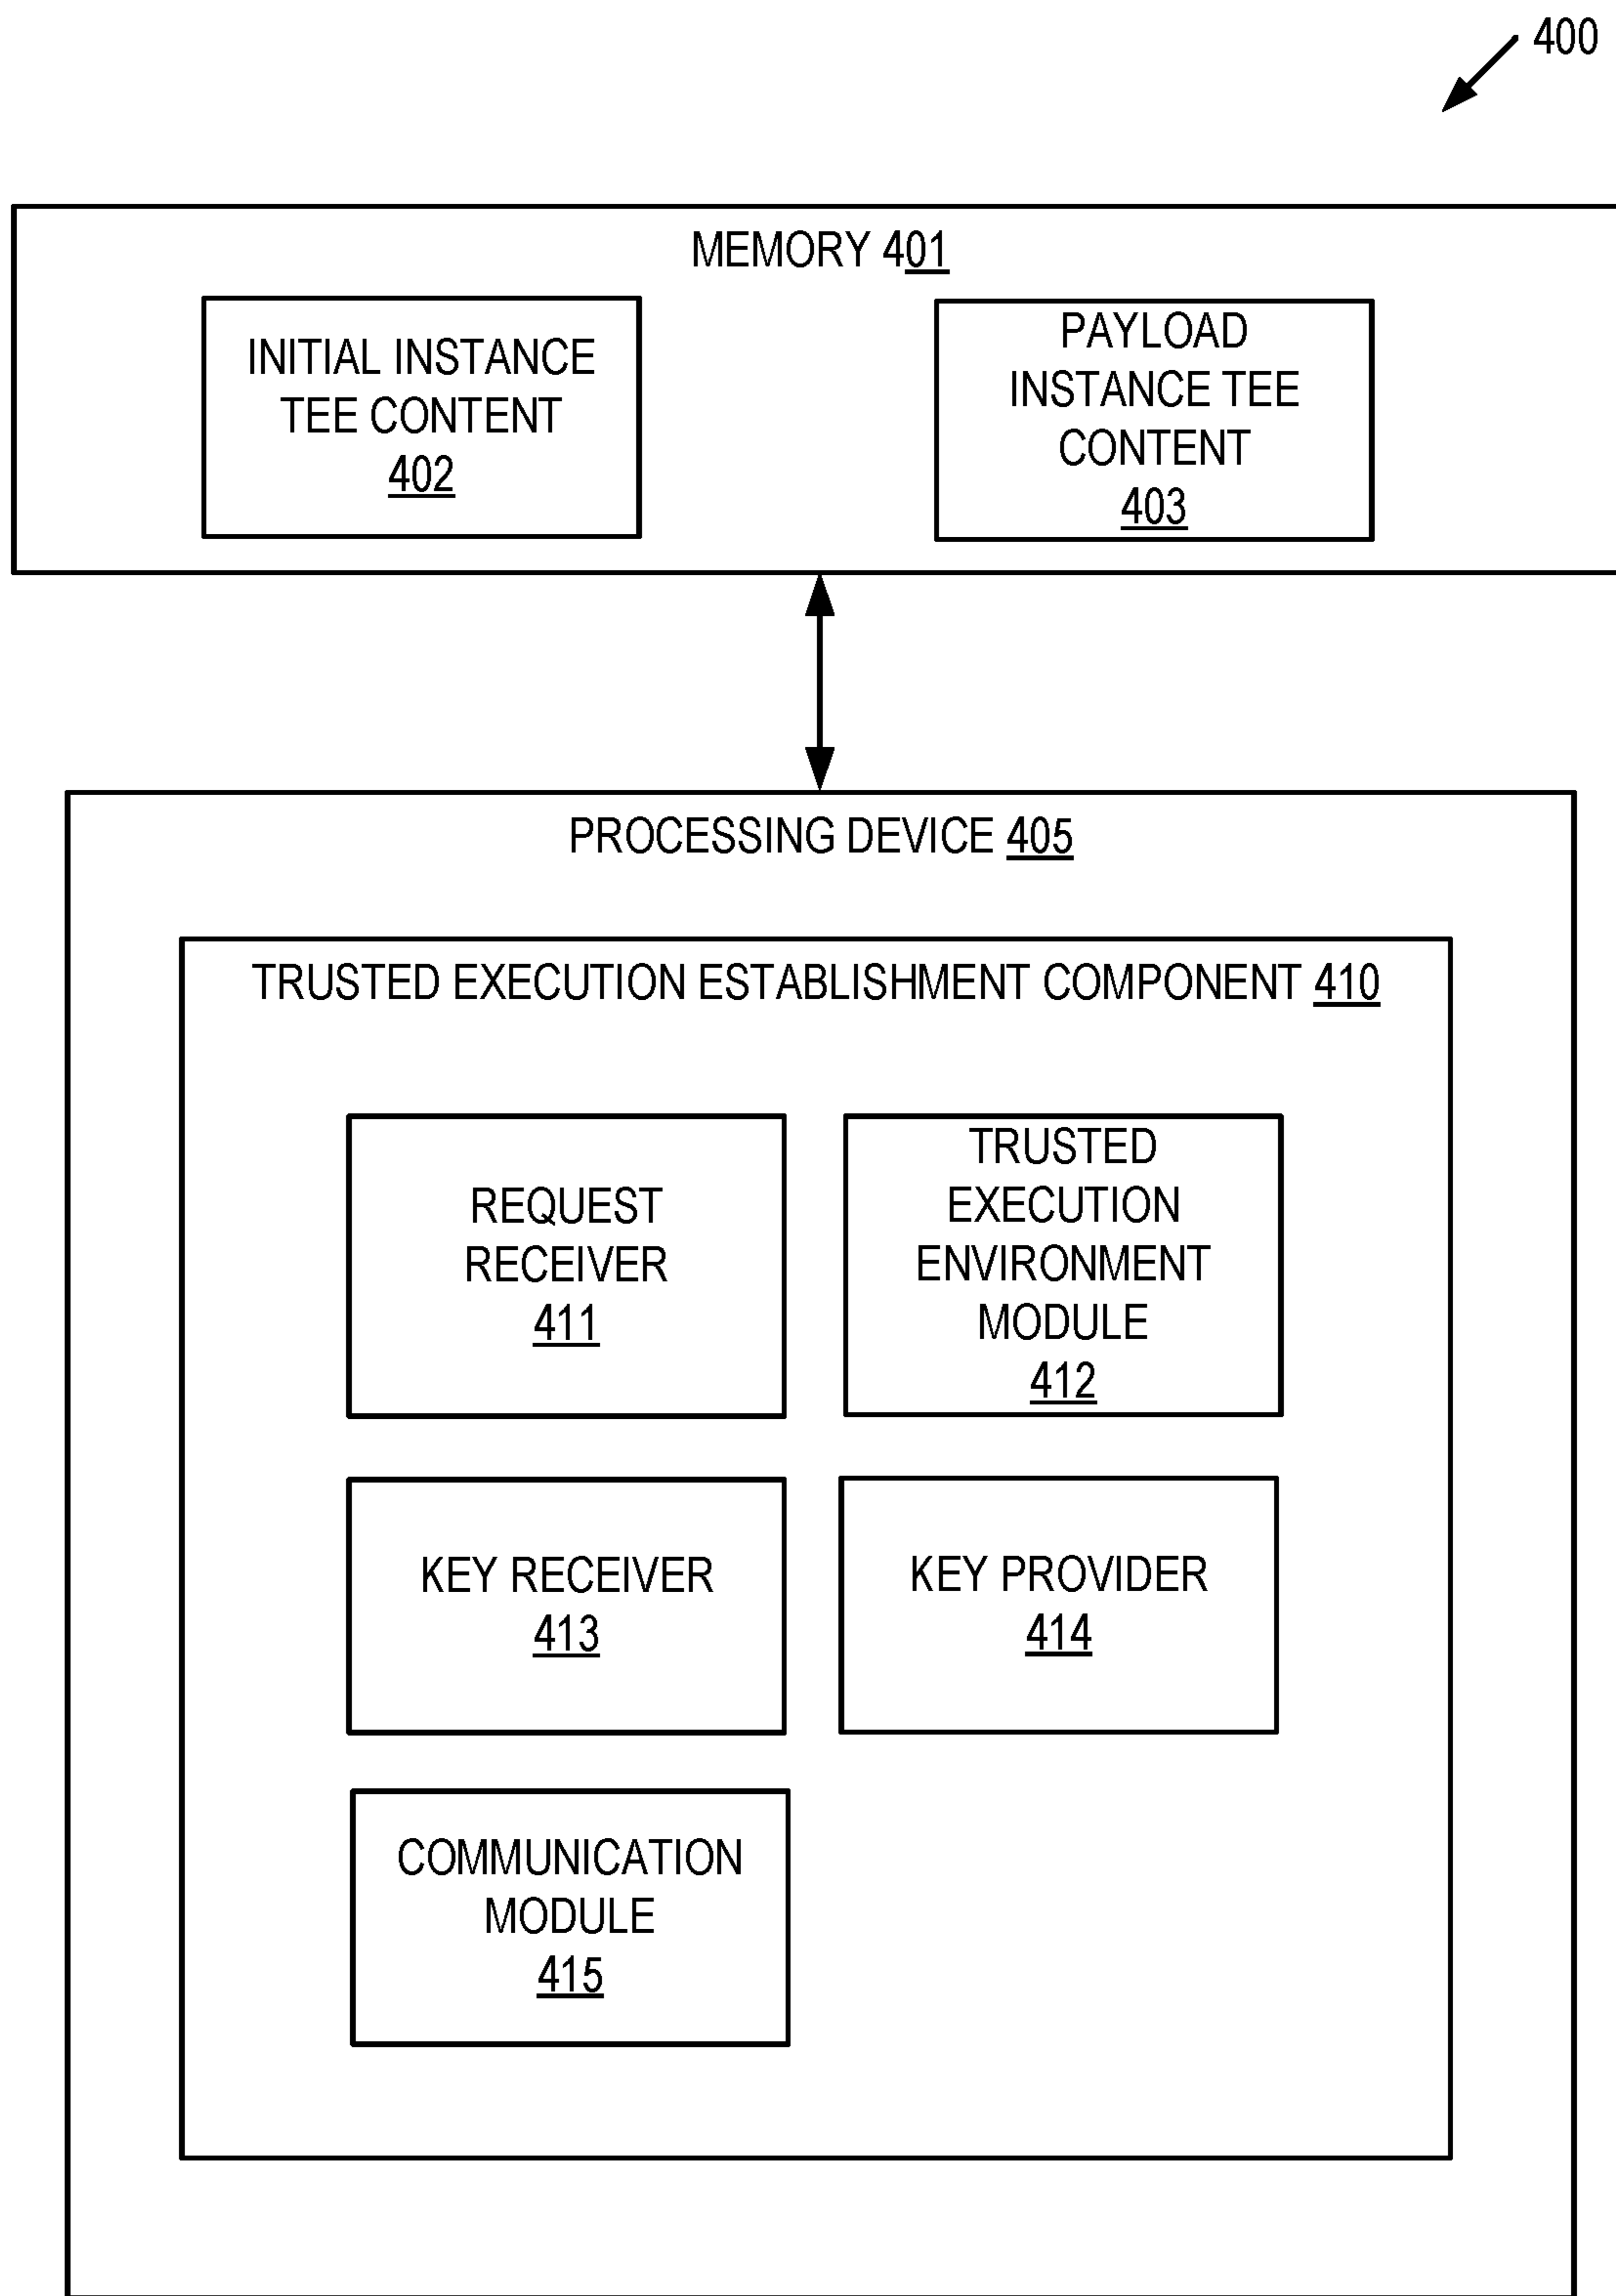 400
MEMORY 401
INITIAL INSTANCE
TEE CONTENT
402
PAYLOAD
INSTANCE TEE
CONTENT
403
PROCESSING DEVICE 405
TRUSTED EXECUTION ESTABLISHMENT COMPONENT 410
REQUEST
RECEIVER
411
TRUSTED
EXECUTION
ENVIRONMENT
MODULE
412
KEY RECEIVER
413
KEY PROVIDER
414
COMMUNICATION
MODULE
415